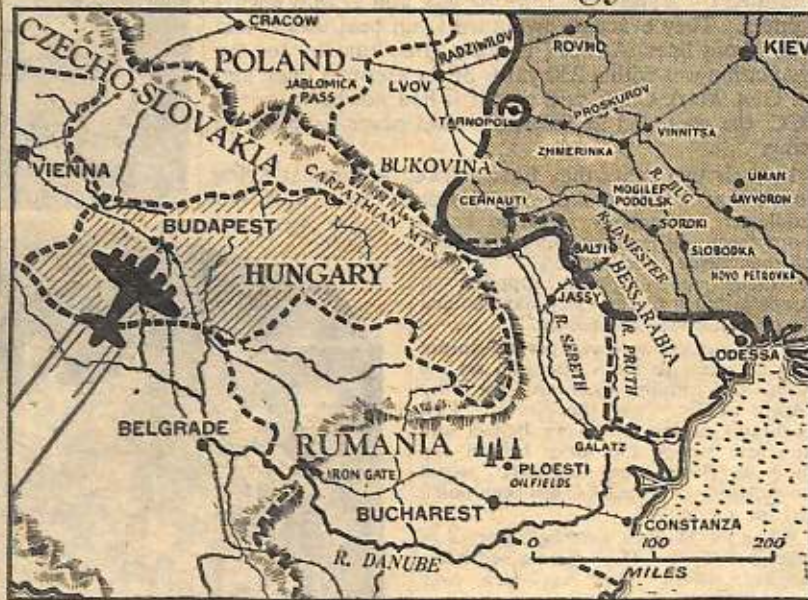 CRACOW
CZECHO-SLOVAKIA
POLAND
RADZIWILOV
ROVNO
KIEV
JABLOMICA
PASS
LVOV
TARNOPOL
PROSKUROV
VINNITSA
ZHMERINKA
VIENNA
CARPATHIAN MTS.
BUKOVINA
R. BUG
UMAN
CERNAUTI
MOGILEF
PODOLSK
GAYVORON
BUDAPEST
SOROKI
R. DNIESTER
BALTI
SLOBODKA
HUNGARY
BESSARABIA
NOVO PETROVKA
JASSY
R. SERETH
R. PRUTH
ODESSA
BELGRADE
RUMANIA
GALATZ
IRON GATE
PLOESTI
OILFIELDS
BUCHAREST
CONSTANZA
R. DANUBE
0 100 200
MILES